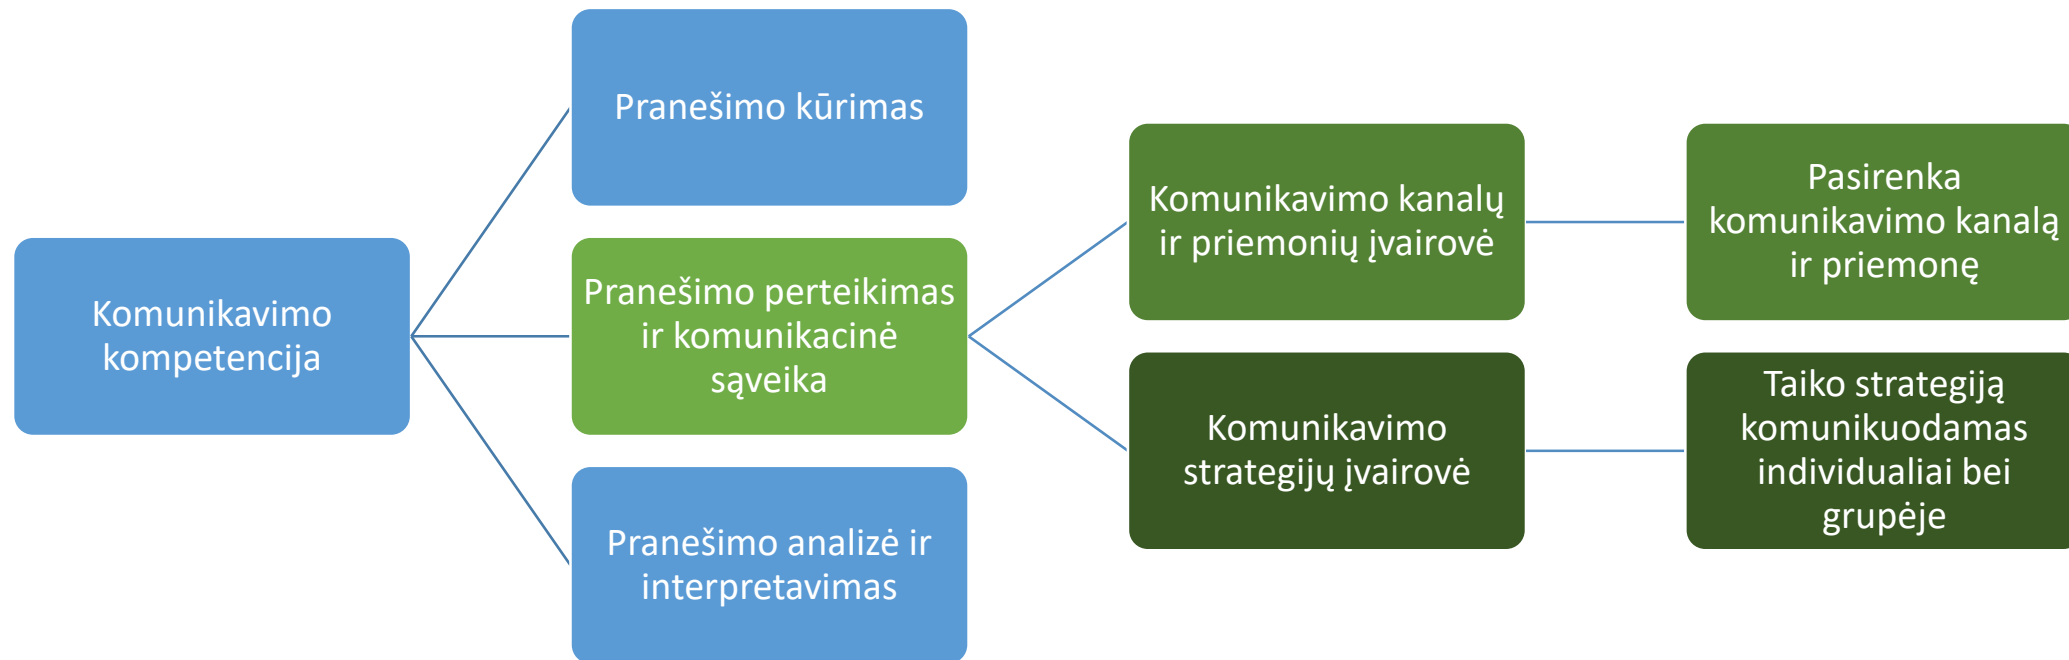 Komunikavimo
kompetencija
Pranešimo kūrimas
Pranešimo perteikimas
ir komunikacinė
sąveika
Pranešimo analizė ir
interpretavimas
Komunikavimo kanalų
ir priemonių įvairovė
Komunikavimo
strategijų įvairovė
Pasirenka
komunikavimo kanalą
ir priemonę
Taiko strategiją
komunikuodamas
individualiai bei
grupėje